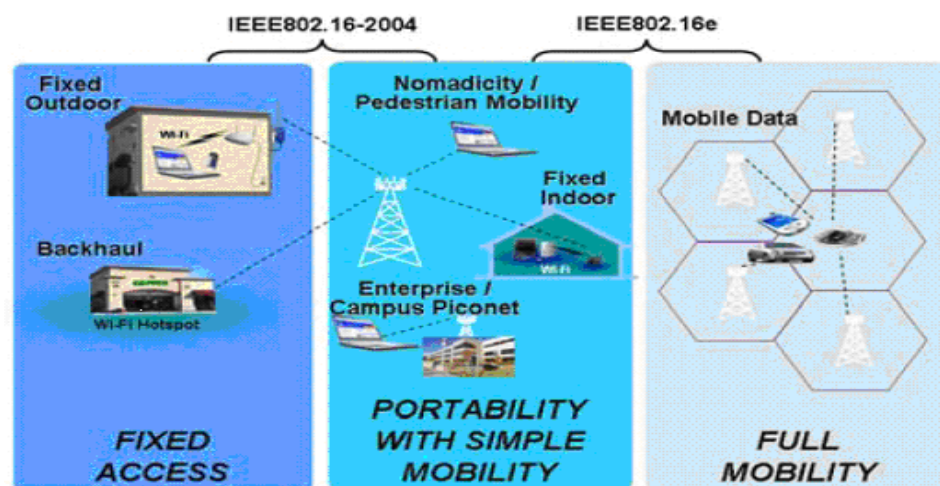 IEEE802.16-2004
IEEE802.16e
Fixed
Outdoor
Wi-Fi
Backhaul
Wi-Fi Hotspot
FIXED
ACCESS
Nomadicity /
Pedestrian Mobility
Fixed
Indoor
Wi-Fi
Enterprise /
Campus Piconet
PORTABILITY
WITH SIMPLE
MOBILITY
Mobile Data
FULL
MOBILITY